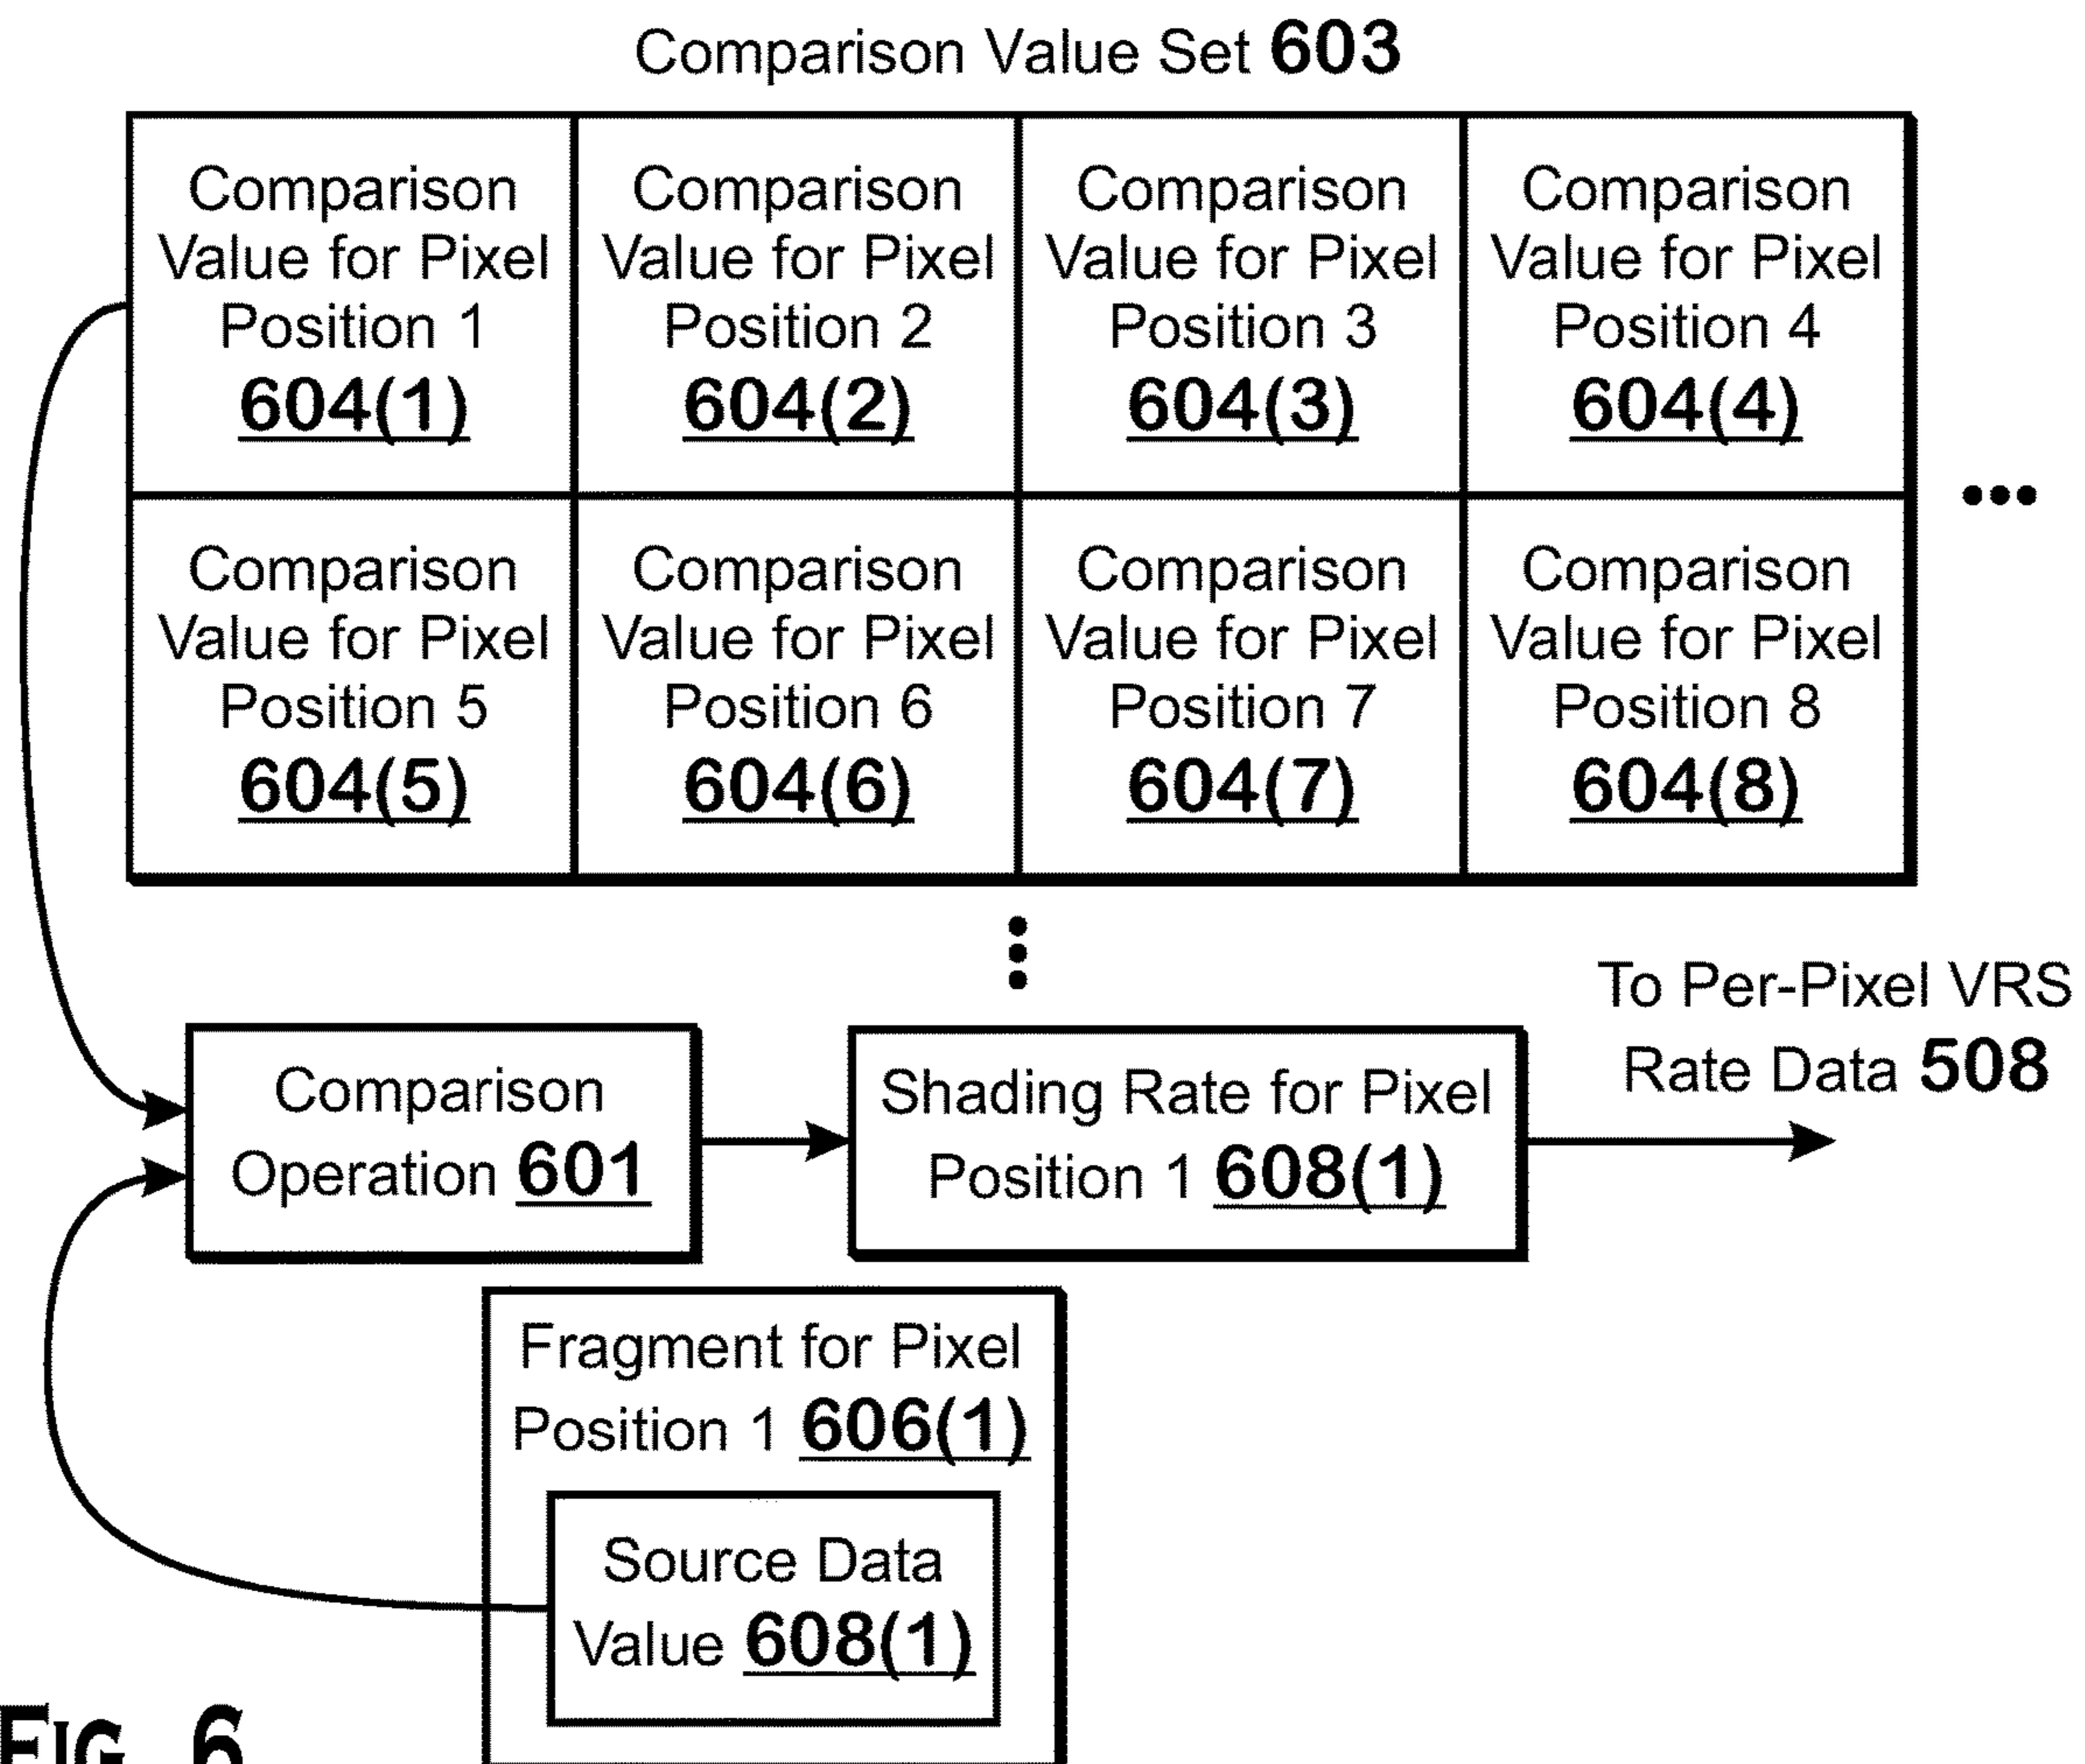 Comparison Value Set 603
Comparison
Value for Pixel
Position 1
604(1)
Comparison
Value for Pixel
Position 2
604(2)
Comparison
Value for Pixel
Position 3
604(3)
Comparison
Value for Pixel
Position 4
604(4)
Comparison
Value for Pixel
Position 5
604(5)
Comparison
Value for Pixel
Position 6
604(6)
Comparison
Value for Pixel
Position 7
604(7)
Comparison
Value for Pixel
Position 8
604(8)
To Per-Pixel VRS
Rate Data 508
Comparison
Operation 601
Shading Rate for Pixel
Position 1 608(1)
Fragment for Pixel
Position 1 606(1)
Source Data
Value 608(1)
FIG. 6